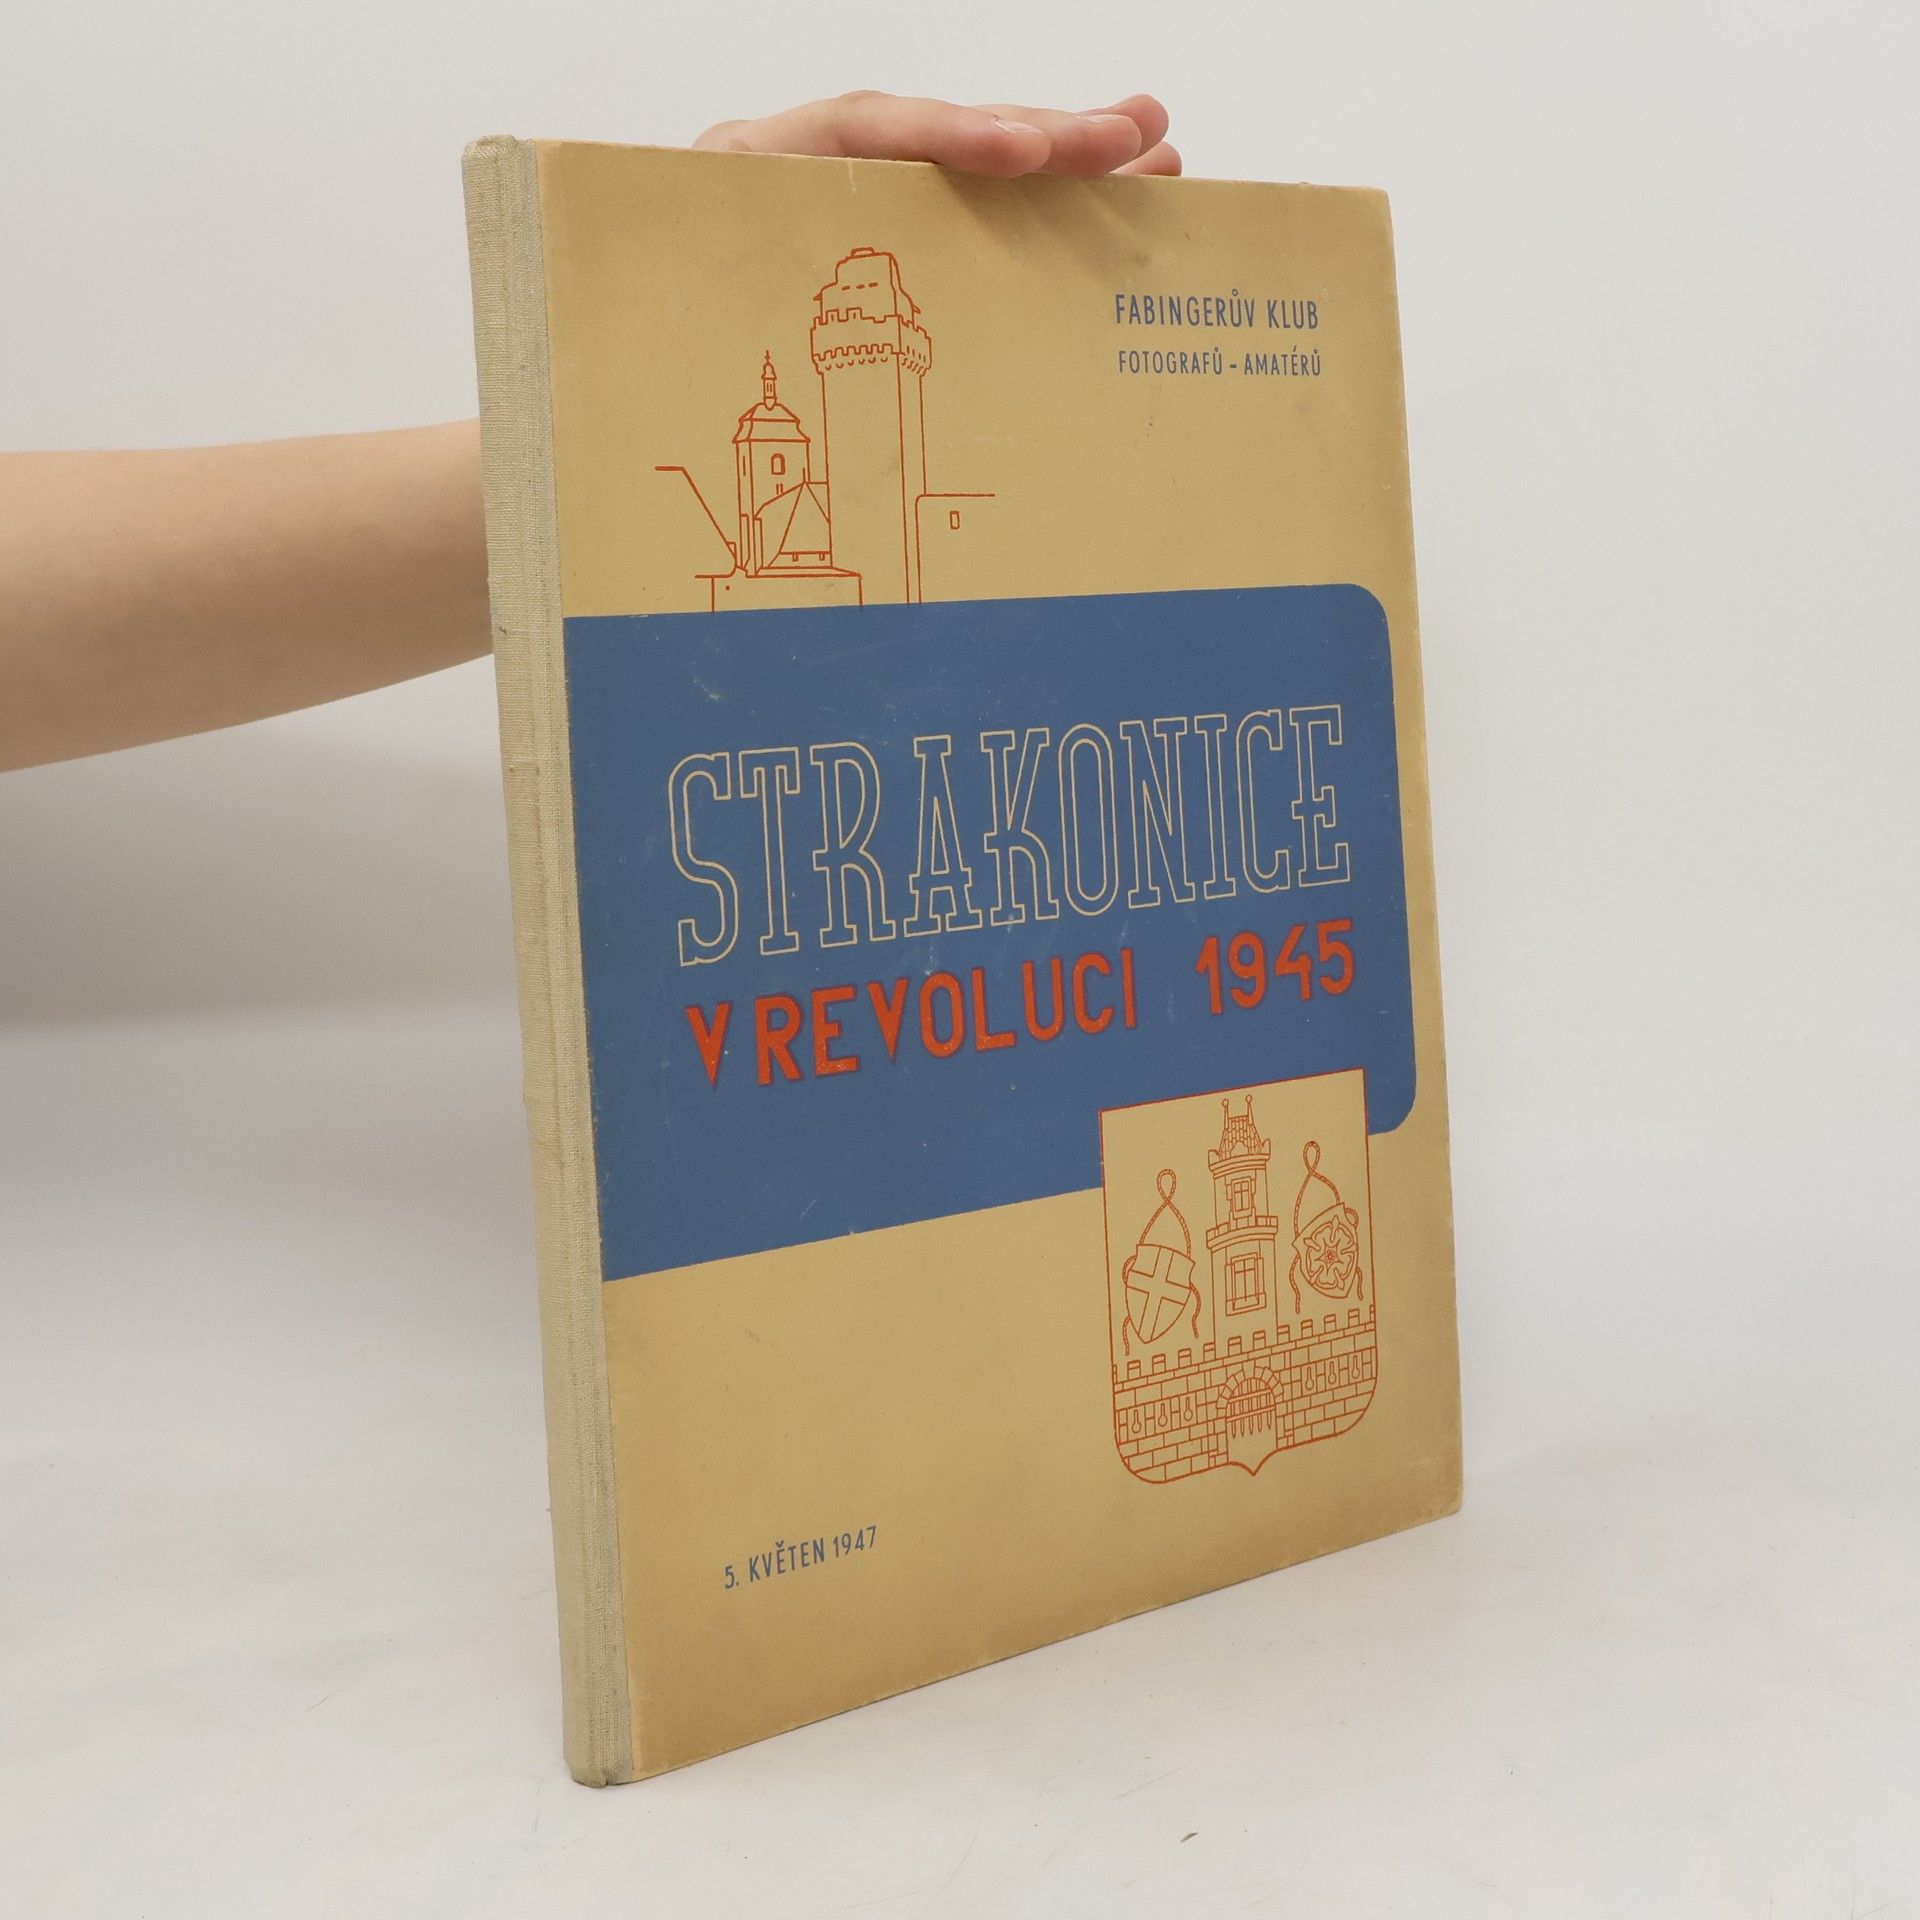 FABINGERŮV KLUB
FOTOGRAFŮ - AMATÉRŮ
STRAKONICE
V REVOLUCI 1945
5. KVĚTEN 1947